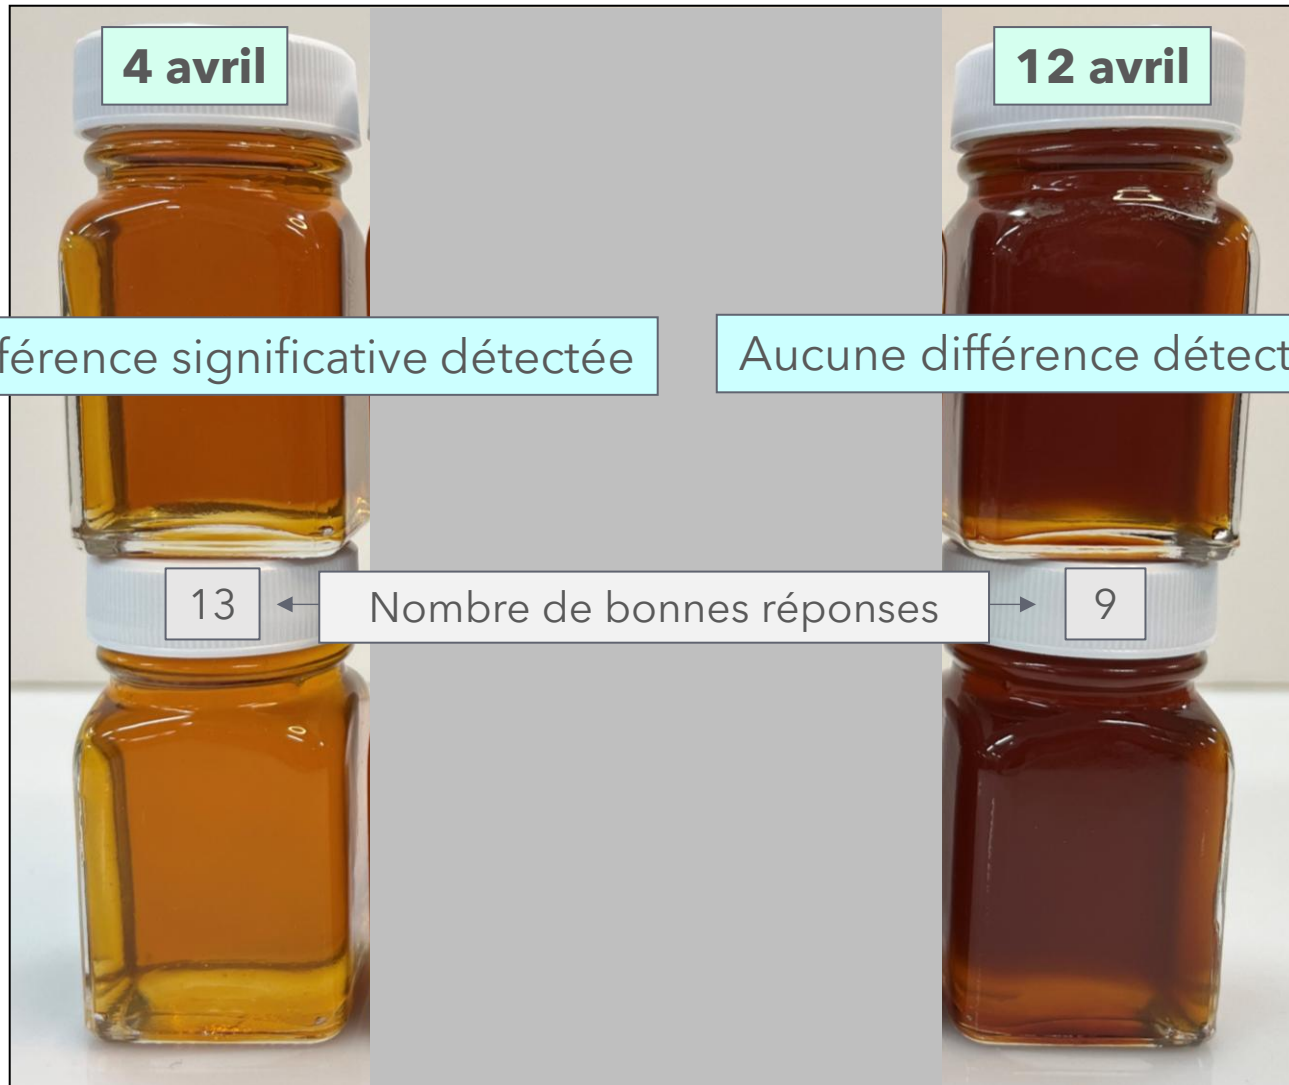 4 avril
12 avril
férence significative détectée
Aucune différence détect
13
Nombre de bonnes réponses
9